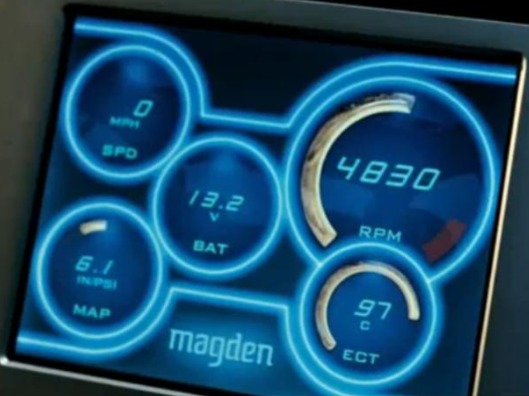 0
MPH
SPD
13.2
V
BAT
4830
RPM
6.1
IN/PSI
MAP
97
C
ECT
magden